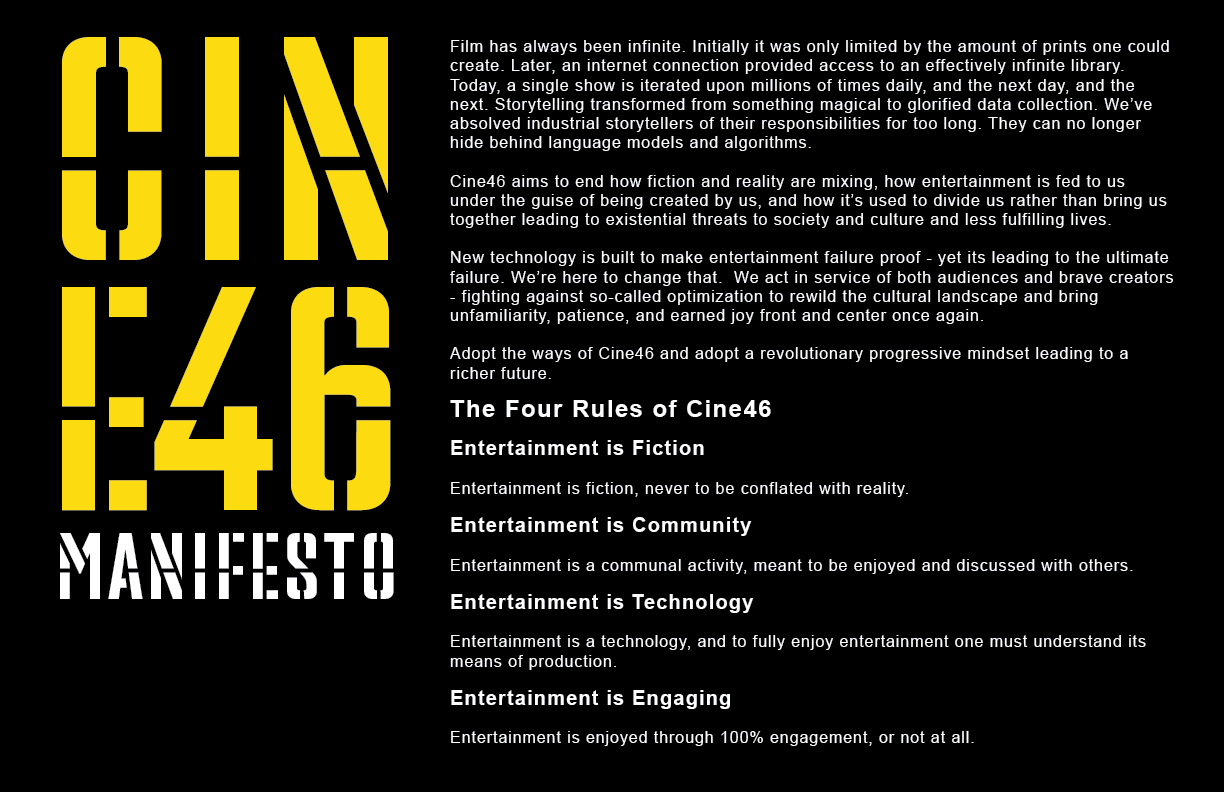 CIN
E46
MANIFESTO
Film has always been infinite. Initially it was only limited by the amount of prints one could
create. Later, an internet connection provided access to an effectively infinite library.
Today, a single show is iterated upon millions of times daily, and the next day, and the
next. Storytelling transformed from something magical to glorified data collection. We’ve
absolved industrial storytellers of their responsibilities for too long. They can no longer
hide behind language models and algorithms.
Cine46 aims to end how fiction and reality are mixing, how entertainment is fed to us
under the guise of being created by us, and how it’s used to divide us rather than bring us
together leading to existential threats to society and culture and less fulfilling lives.
New technology is built to make entertainment failure proof - yet its leading to the ultimate
failure. We’re here to change that.  We act in service of both audiences and brave creators
- fighting against so-called optimization to rewild the cultural landscape and bring
unfamiliarity, patience, and earned joy front and center once again.
Adopt the ways of Cine46 and adopt a revolutionary progressive mindset leading to a
richer future.
The Four Rules of Cine46
Entertainment is Fiction
Entertainment is fiction, never to be conflated with reality.
Entertainment is Community
Entertainment is a communal activity, meant to be enjoyed and discussed with others.
Entertainment is Technology
Entertainment is a technology, and to fully enjoy entertainment one must understand its
means of production.
Entertainment is Engaging
Entertainment is enjoyed through 100% engagement, or not at all.